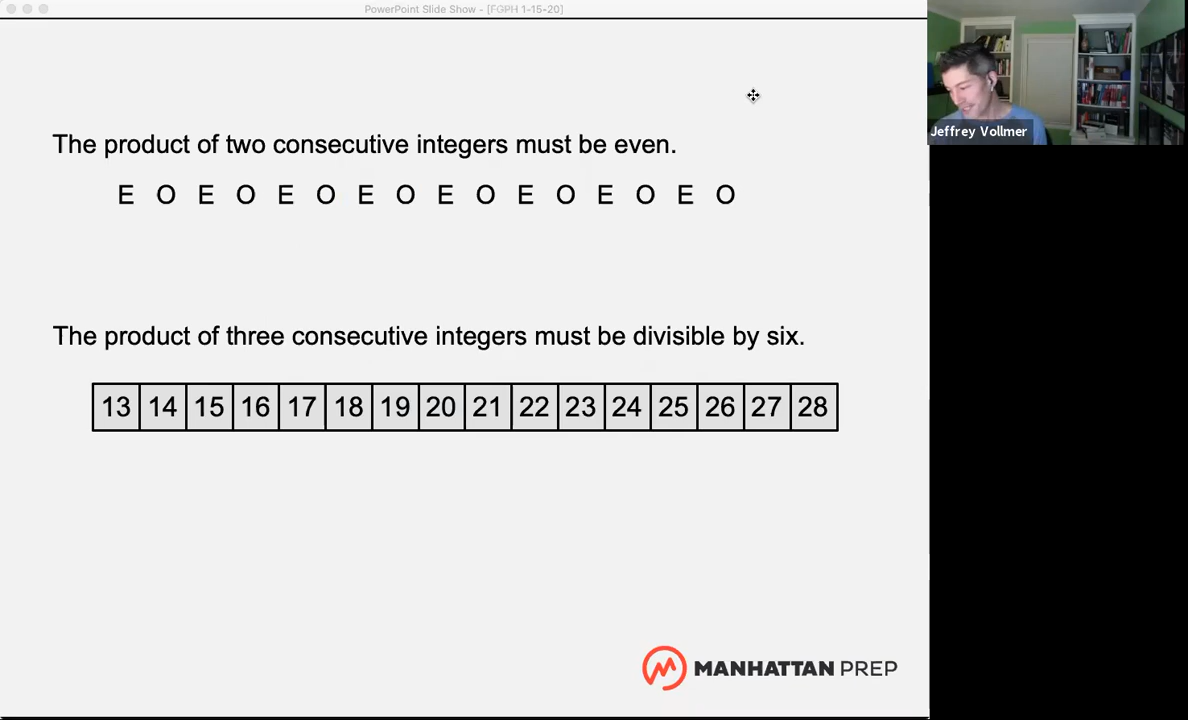 PowerPoint Slide Show - [FGPH 1-15-20]
Jeffrey Vollmer
The product of two consecutive integers must be even.
E O E O E O E O E O E O E O E O
The product of three consecutive integers must be divisible by six.
13 14 15 16 17 18 19 20 21 22 23 24 25 26 27 28
MANHATTAN PREP